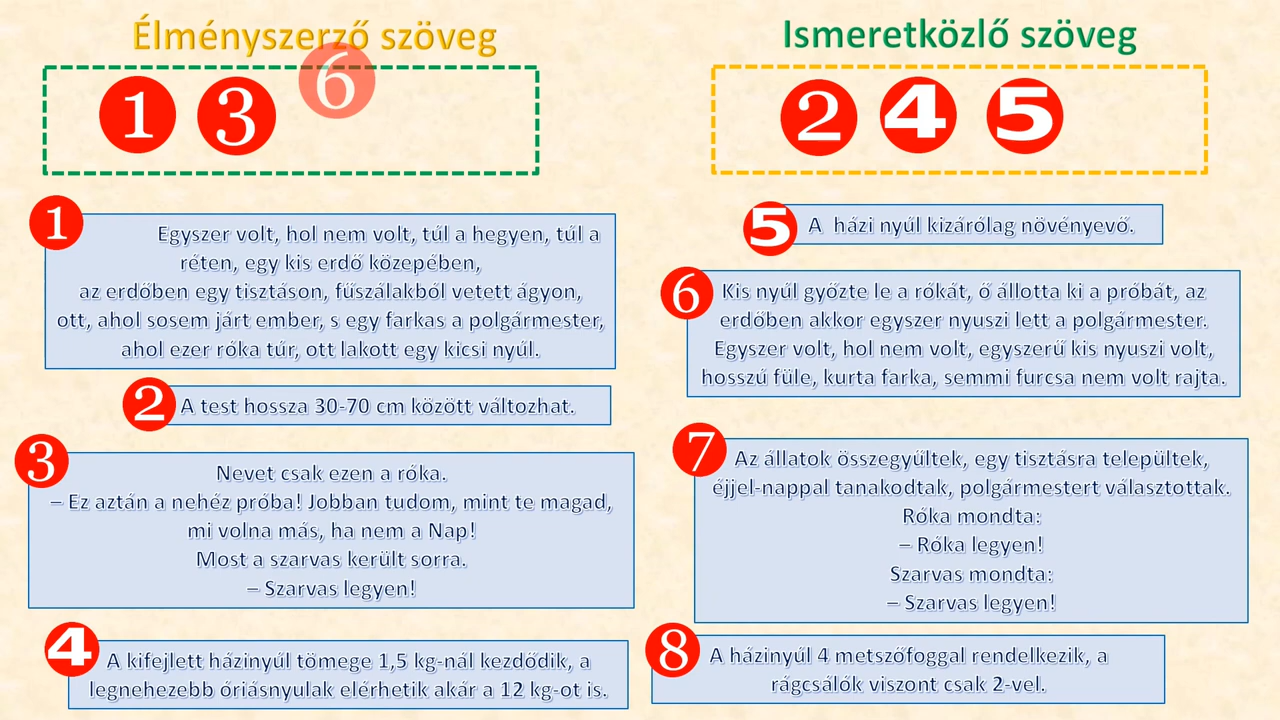 Élményszerző szöveg
1 3 6
Ismeretközlő szöveg
2 4 5
1
Egyszer volt, hol nem volt, túl a hegyen, túl a
réten, egy kis erdő közepében,
az erdőben egy tisztáson, fűszálakból vetett ágyon,
ott, ahol sosem járt ember, s egy farkas a polgármester,
ahol ezer róka túr, ott lakott egy kicsi nyúl.
2
A test hossza 30-70 cm között változhat.
3
Nevet csak ezen a róka.
– Ez aztán a nehéz próba! Jobban tudom, mint te magad,
mi volna más, ha nem a Nap!
Most a szarvas került sorra.
– Szarvas legyen!
4
A kifejlett házinyúl tömege 1,5 kg-nál kezdődik, a
legnehezebb óriásnyulak elérhetik akár a 12 kg-ot is.
5
A házi nyúl kizárólag növényevő.
6
Kis nyúl győzte le a rókát, ő állotta ki a próbát, az
erdőben akkor egyszer nyuszi lett a polgármester.
Egyszer volt, hol nem volt, egyszerű kis nyuszi volt,
hosszú füle, kurta farka, semmi furcsa nem volt rajta.
7
Az állatok összegyűltek, egy tisztásra települtek,
éjjel-nappal tanakodtak, polgármestert választottak.
Róka mondta:
– Róka legyen!
Szarvas mondta:
– Szarvas legyen!
8
A házinyúl 4 metszőfoggal rendelkezik, a
rágcsálók viszont csak 2-vel.